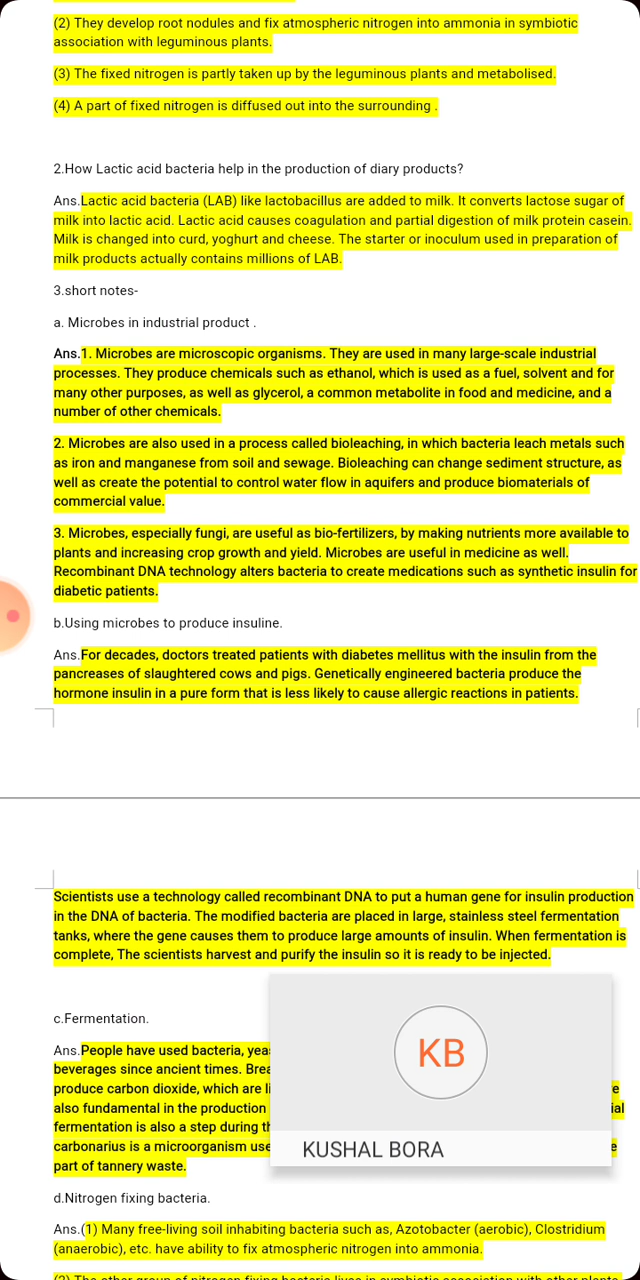 (2) They develop root nodules and fix atmospheric nitrogen into ammonia in symbiotic
association with leguminous plants.
(3) The fixed nitrogen is partly taken up by the leguminous plants and metabolised.
(4) A part of fixed nitrogen is diffused out into the surrounding .
2.How Lactic acid bacteria help in the production of diary products?
Ans.Lactic acid bacteria (LAB) like lactobacillus are added to milk. It converts lactose sugar of
milk into lactic acid. Lactic acid causes coagulation and partial digestion of milk protein casein.
Milk is changed into curd, yoghurt and cheese. The starter or inoculum used in preparation of
milk products actually contains millions of LAB.
3.short notes-
a. Microbes in industrial product .
Ans.1. Microbes are microscopic organisms. They are used in many large-scale industrial
processes. They produce chemicals such as ethanol, which is used as a fuel, solvent and for
many other purposes, as well as glycerol, a common metabolite in food and medicine, and a
number of other chemicals.
2. Microbes are also used in a process called bioleaching, in which bacteria leach metals such
as iron and manganese from soil and sewage. Bioleaching can change sediment structure, as
well as create the potential to control water flow in aquifers and produce biomaterials of
commercial value.
3. Microbes, especially fungi, are useful as bio-fertilizers, by making nutrients more available to
plants and increasing crop growth and yield. Microbes are useful in medicine as well.
Recombinant DNA technology alters bacteria to create medications such as synthetic insulin for
diabetic patients.
b.Using microbes to produce insuline.
Ans.For decades, doctors treated patients with diabetes mellitus with the insulin from the
pancreases of slaughtered cows and pigs. Genetically engineered bacteria produce the
hormone insulin in a pure form that is less likely to cause allergic reactions in patients.
Scientists use a technology called recombinant DNA to put a human gene for insulin production
in the DNA of bacteria. The modified bacteria are placed in large, stainless steel fermentation
tanks, where the gene causes them to produce large amounts of insulin. When fermentation is
complete, The scientists harvest and purify the insulin so it is ready to be injected.
c.Fermentation.
Ans.People have used bacteria,
beverages since ancient times.
produce carbon dioxide, which are
also fundamental in the production
fermentation is also a step during
carbonarius is a microorganism
part of tannery waste.
KB
KUSHAL BORA
d.Nitrogen fixing bacteria.
Ans.(1) Many free-living soil inhabiting bacteria such as, Azotobacter (aerobic), Clostridium
(anaerobic), etc. have ability to fix atmospheric nitrogen into ammonia.